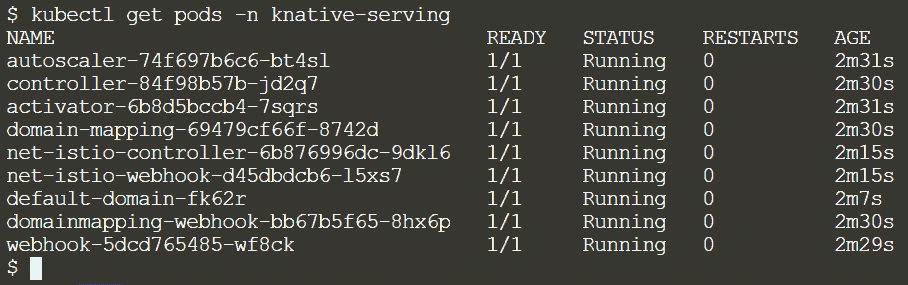 $ kubectl get pods -n knative-serving
NAME READY STATUS RESTARTS AGE
autoscaler-74f697b6c6-bt4sl 1/1 Running 0 2m31s
controller-84f98b57b-jd2q7 1/1 Running 0 2m30s
activator-6b8d5bccb4-7sqrs 1/1 Running 0 2m31s
domain-mapping-69479cf66f-8742d 1/1 Running 0 2m30s
net-istio-controller-6b876996dc-9dkl6 1/1 Running 0 2m15s
net-istio-webhook-d45dbdcb6-l5xs7 1/1 Running 0 2m15s
default-domain-fk62r 1/1 Running 0 2m7s
domainmapping-webhook-bb67b5f65-8hx6p 1/1 Running 0 2m30s
webhook-5dcd765485-wf8ck 1/1 Running 0 2m29s
$